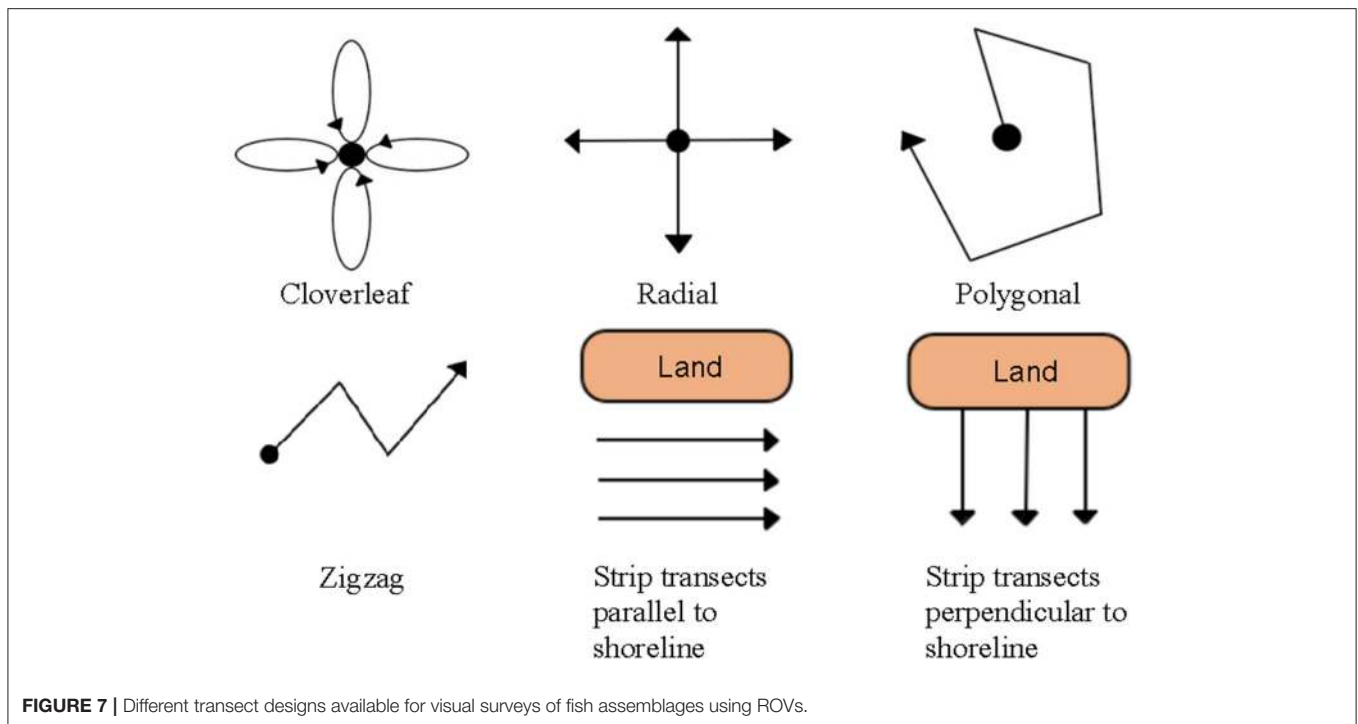 Cloverleaf
Radial
Polygonal
Land
Land
Zigzag
Strip transects
parallel to
shoreline
Strip transects
perpendicular to
shoreline
FIGURE 7 | Different transect designs available for visual surveys of fish assemblages using ROVs.